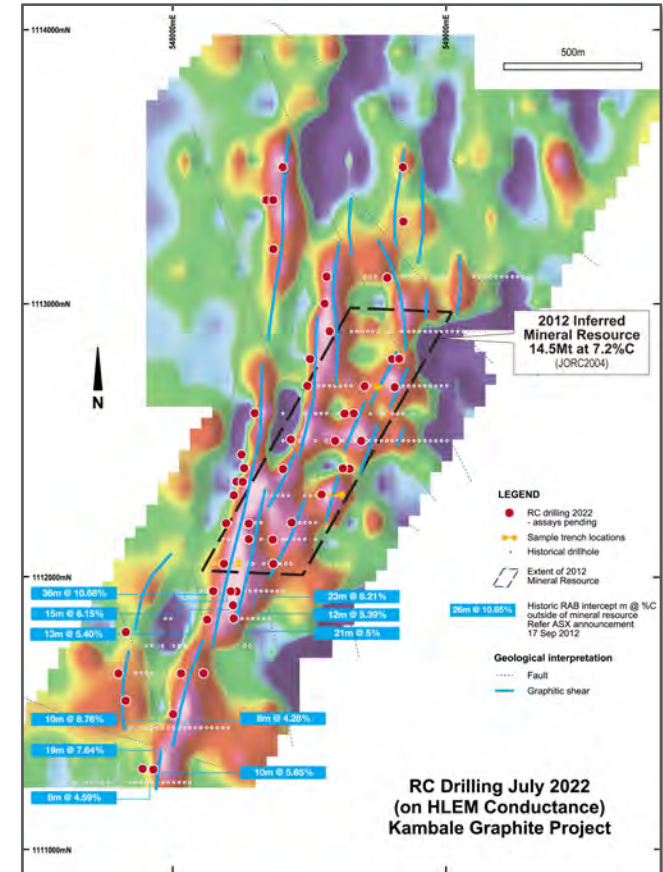 1114000mN
548000mE
549000mE
500m
1113000mN
2012 Inferred
Mineral Resource
14.5Mt at 7.2%C
(JORC2004)
N
LEGEND
RC drilling 2022
- assays pending
Sample trench locations
Historical drillhole
Extent of 2012
Mineral Resource
26m @ 10.85%
Historic RAB intercept m @ %C
outside of mineral resource
Refer ASX announcement
17 Sep 2012
Geological interpretation
Fault
Graphitic shear
1112000mN
36m @ 10.68%
23m @ 6.21%
15m @ 6.15%
12m @ 5.39%
13m @ 5.40%
21m @ 5%
10m @ 8.76%
8m @ 4.28%
19m @ 7.64%
10m @ 5.65%
8m @ 4.59%
RC Drilling July 2022
(on HLEM Conductance)
Kambale Graphite Project
1111000mN